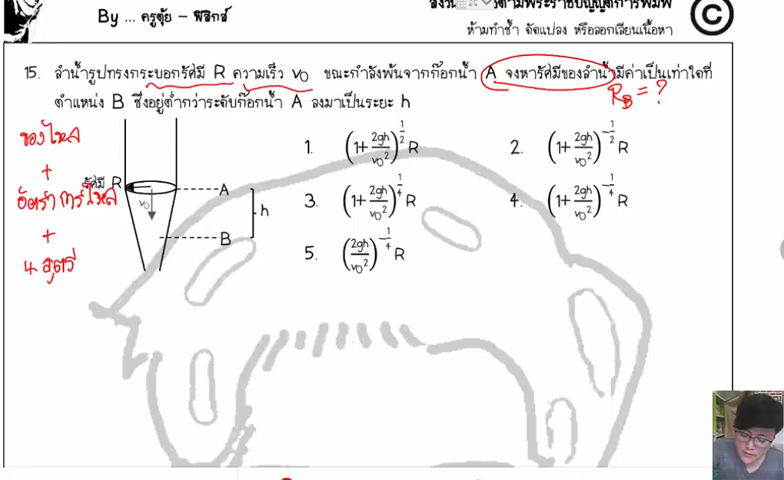 By ... ครูตุ้ย - ฟิสิกส์
ห้ามทำซ้ำ ดัดแปลง หรือลอกเลียนเนื้อหา
C
15. ลำน้ำรูปทรงกระบอกรัศมี R ความเร็ว v₀ ขณะกำลังพ้นจากก๊อกน้ำ A จงหารัศมีของลำน้ำมีค่าเป็นเท่าใดที่
ตำแหน่ง B ซึ่งอยู่ต่ำกว่าระดับก๊อกน้ำ A ลงมาเป็นระยะ h
R_B = ?
ของไหล
+
อัตราการไหล
+
4 สูตร
รัศมี R
v₀
A
h
B
1. (1+2gh/v₀²)^(1/2) R
2. (1+2gh/v₀²)^(-1/2) R
3. (1+2gh/v₀²)^(1/4) R
4. (1+2gh/v₀²)^(-1/4) R
5. (2gh/v₀²)^(-1/4) R